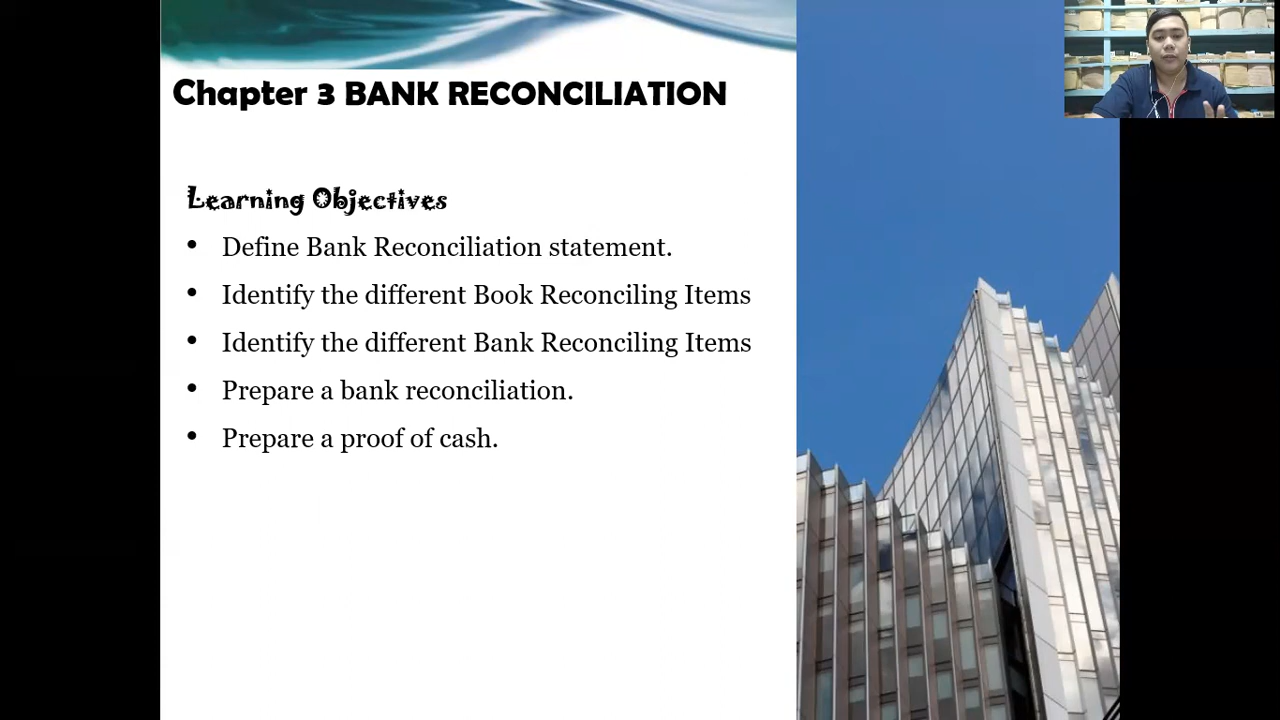 Chapter 3 BANK RECONCILIATION
Learning Objectives
• Define Bank Reconciliation statement.
• Identify the different Book Reconciling Items
• Identify the different Bank Reconciling Items
• Prepare a bank reconciliation.
• Prepare a proof of cash.